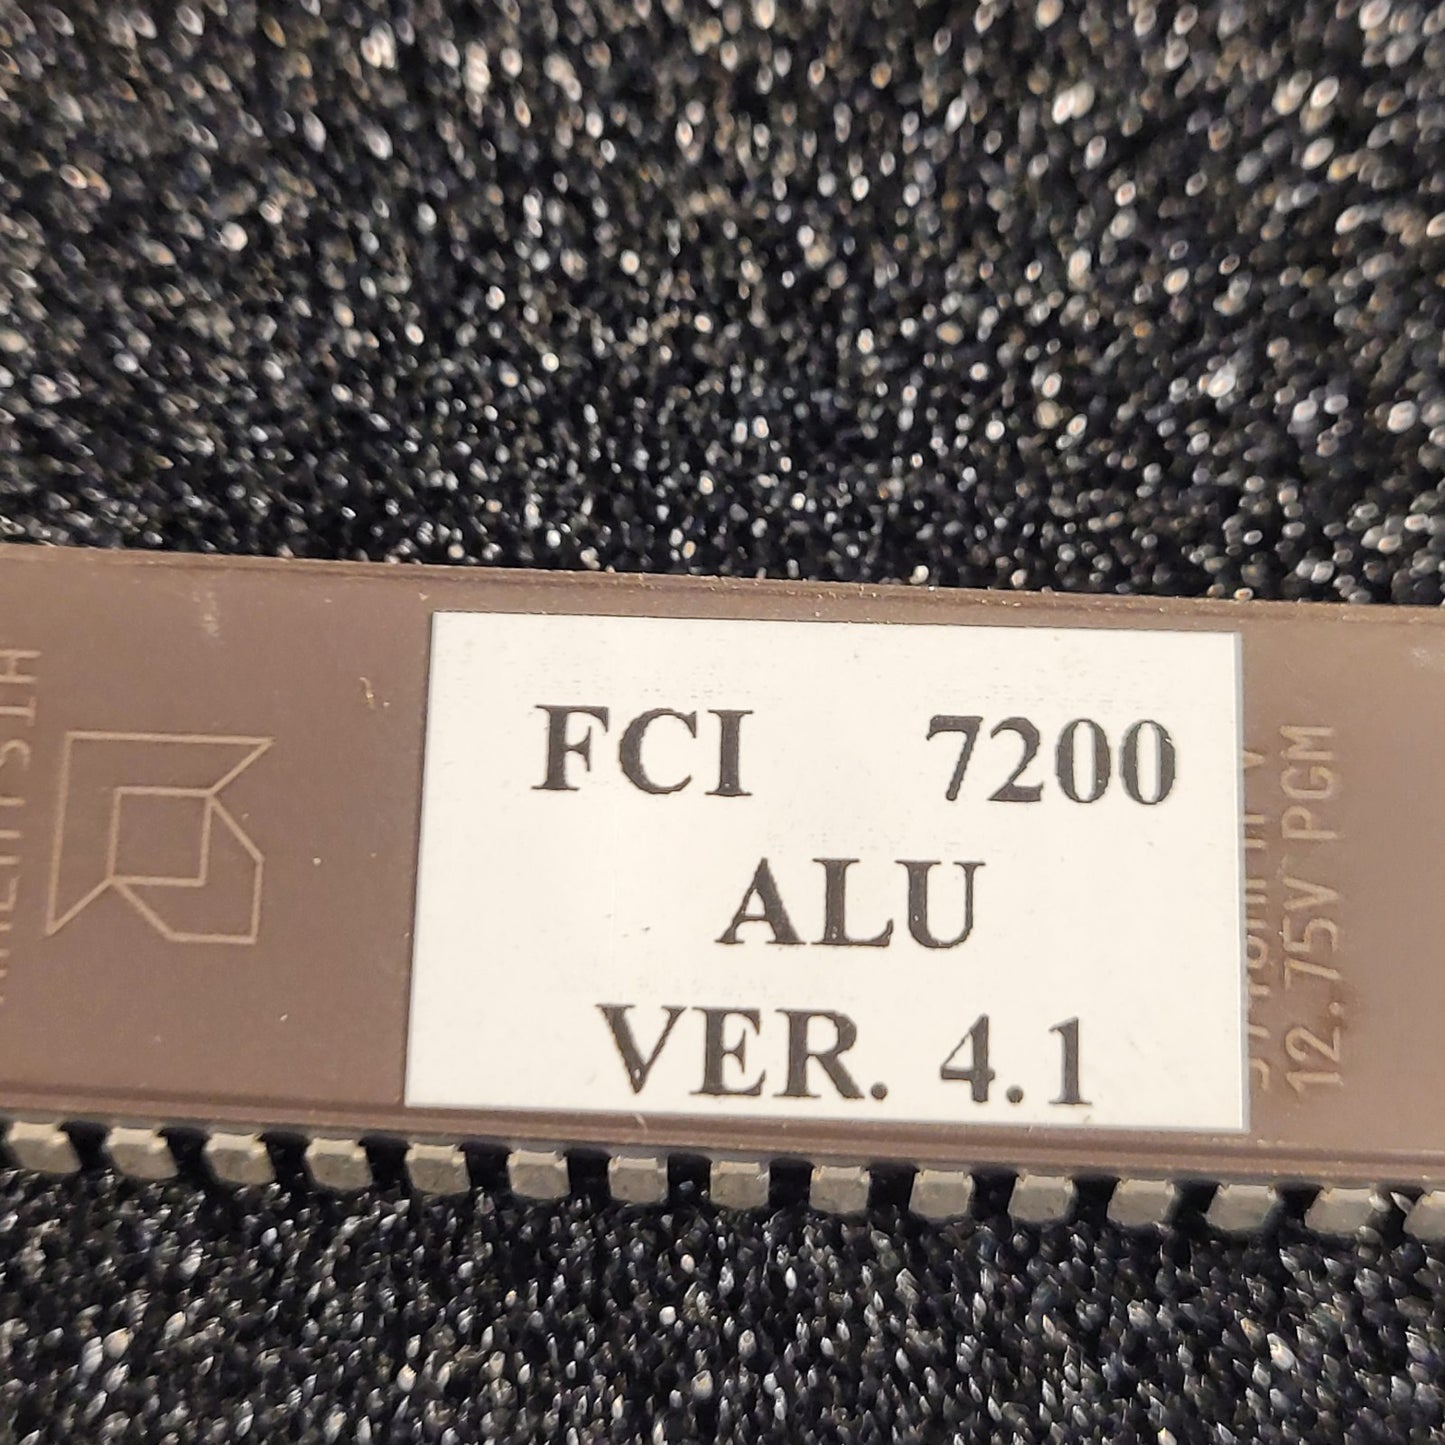 FCI 7200
ALU
VER. 4.1
12.75V PGM